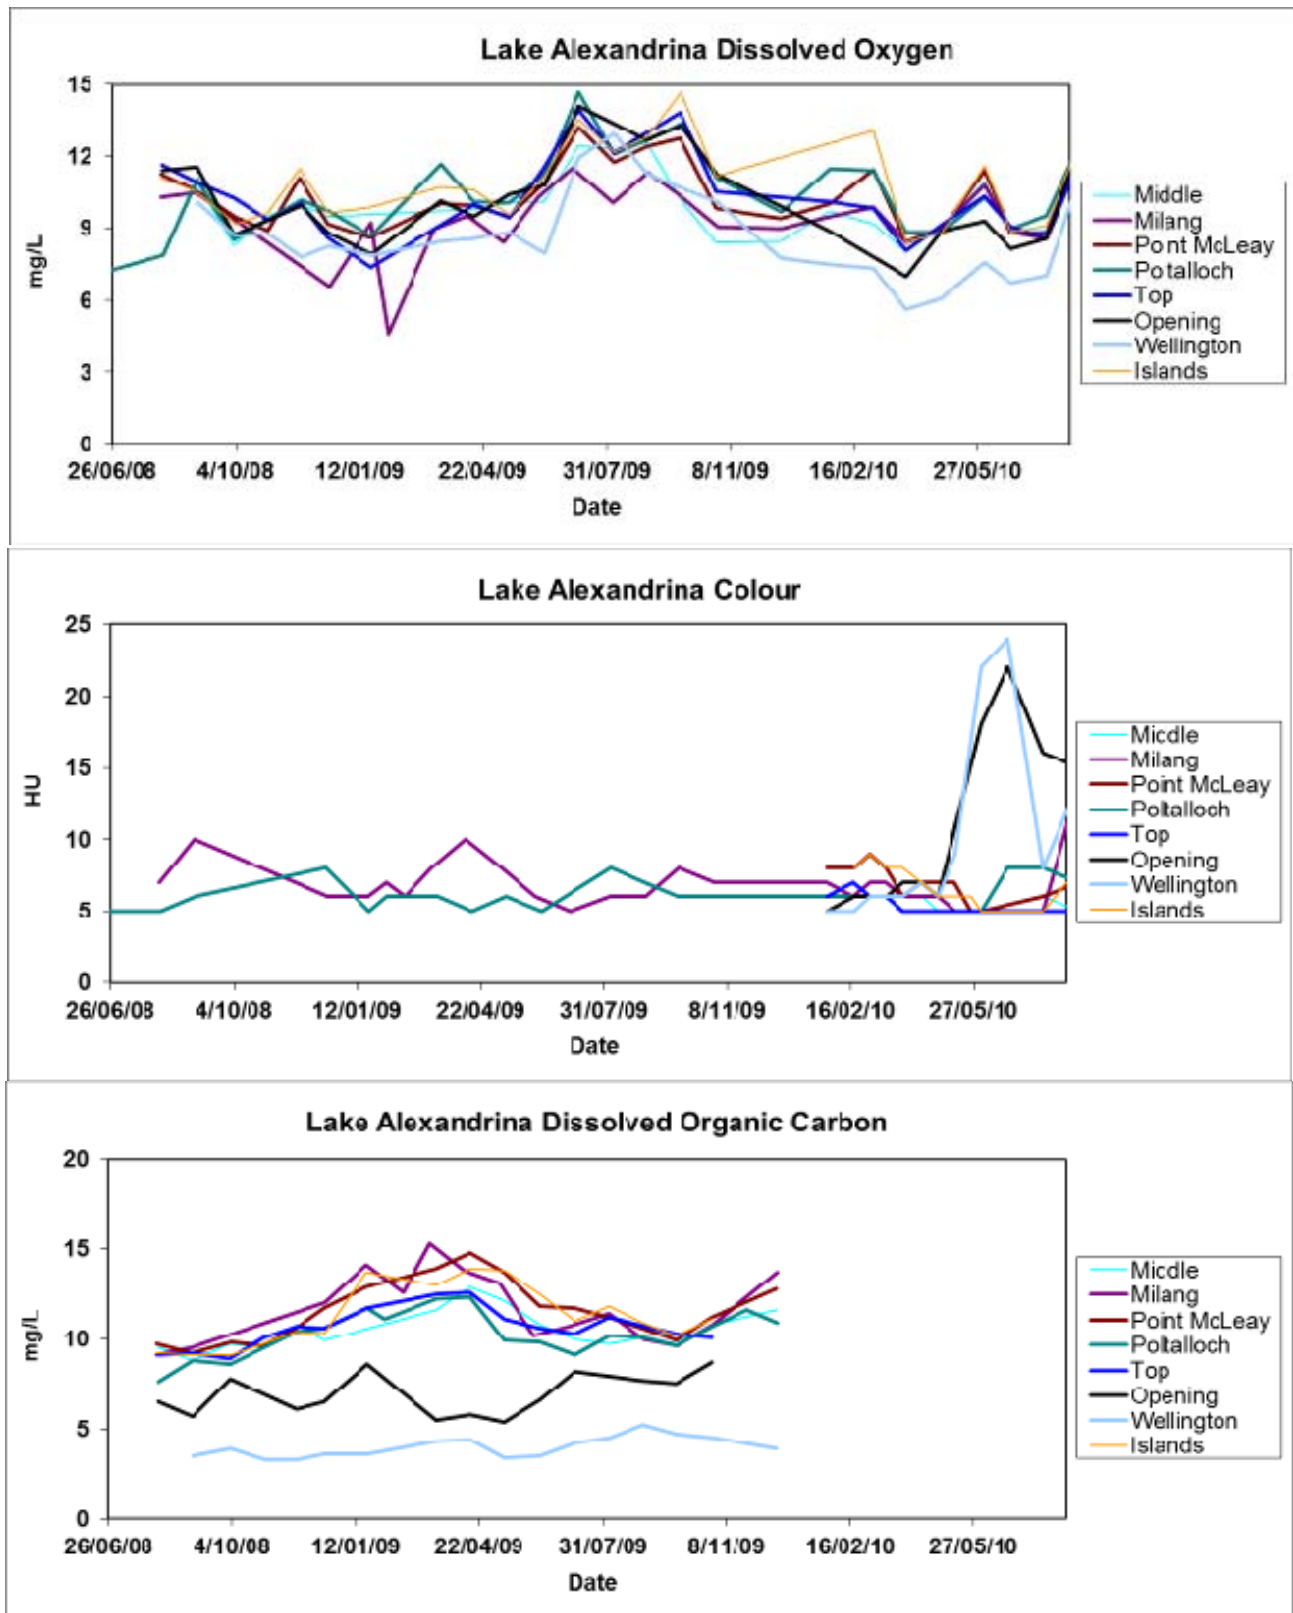 Lake Alexandrina Dissolved Oxygen
15
12
9
6
3
0
mg/L
26/06/08 4/10/08 12/01/09 22/04/09 31/07/09 8/11/09 16/02/10 27/05/10
Date
Middle
Milang
Pont McLeay
Potalloch
Top
Opening
Wellington
Islands
Lake Alexandrina Colour
25
20
15
10
5
0
HU
26/06/08 4/10/08 12/01/09 22/04/09 31/07/09 8/11/09 16/02/10 27/05/10
Date
Micdle
Milang
Point McLeay
Poltalloch
Top
Opening
Wellington
Islands
Lake Alexandrina Dissolved Organic Carbon
20
15
10
5
0
mg/L
26/06/08 4/10/08 12/01/09 22/04/09 31/07/09 8/11/09 16/02/10 27/05/10
Date
Micdle
Milang
Point McLeay
Poltalloch
Top
Opening
Wellington
Islands